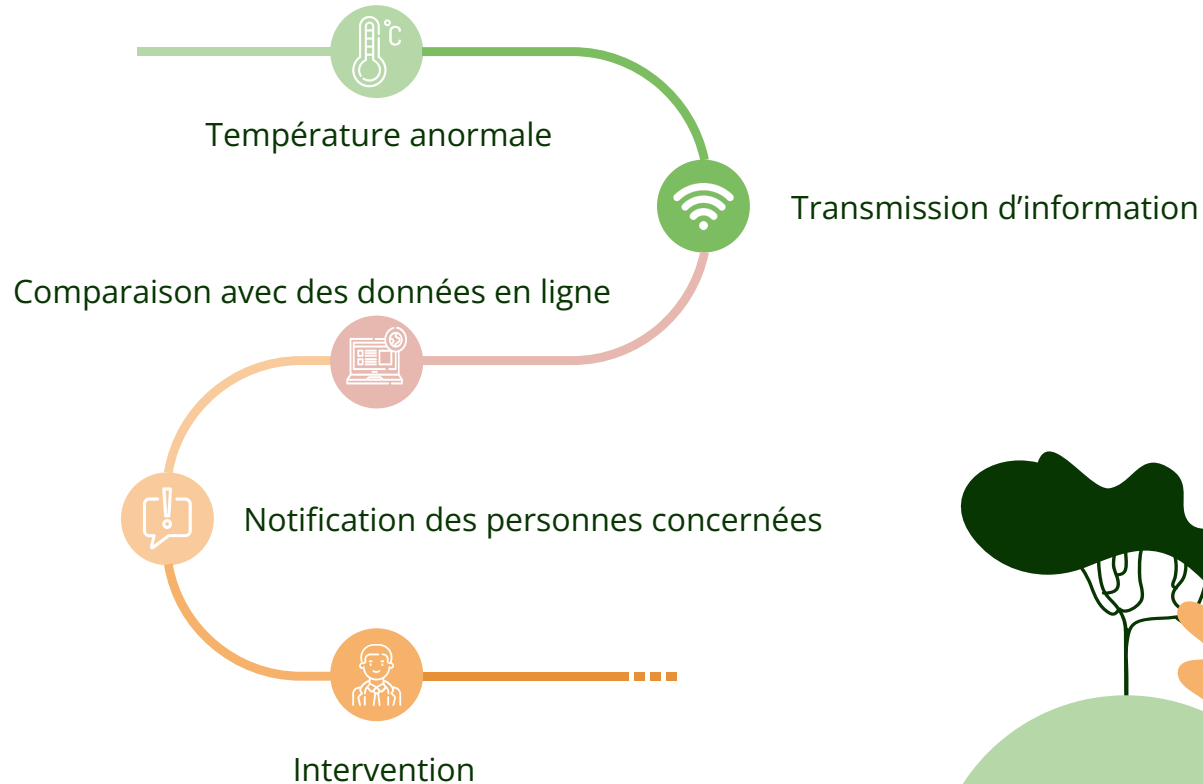 °C
Température anormale
Transmission d’information
Comparaison avec des données en ligne
Notification des personnes concernées
Intervention